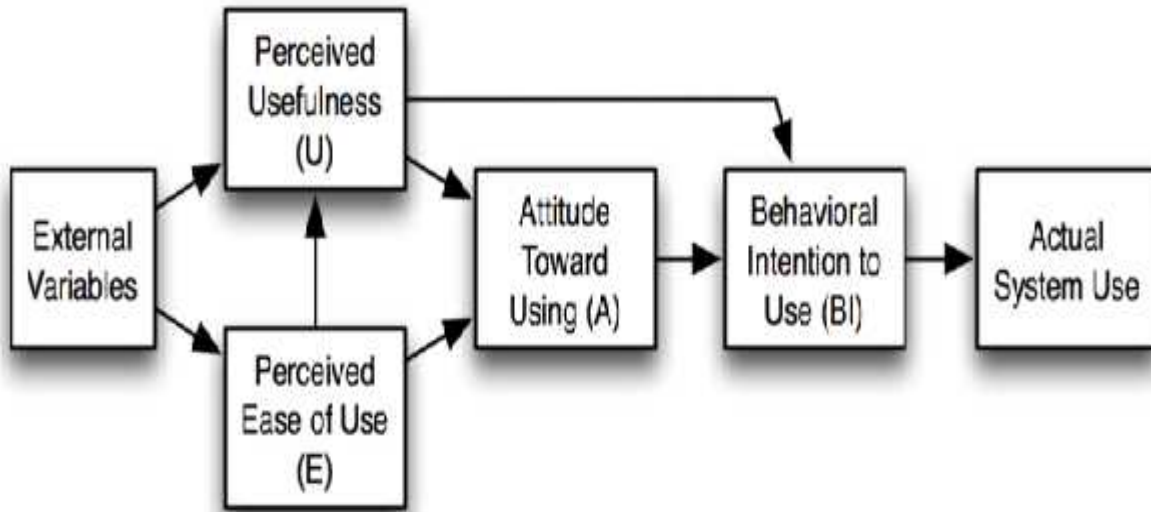 External
Variables
Perceived
Usefulness
(U)
Perceived
Ease of Use
(E)
Attitude
Toward
Using (A)
Behavioral
Intention to
Use (BI)
Actual
System Use